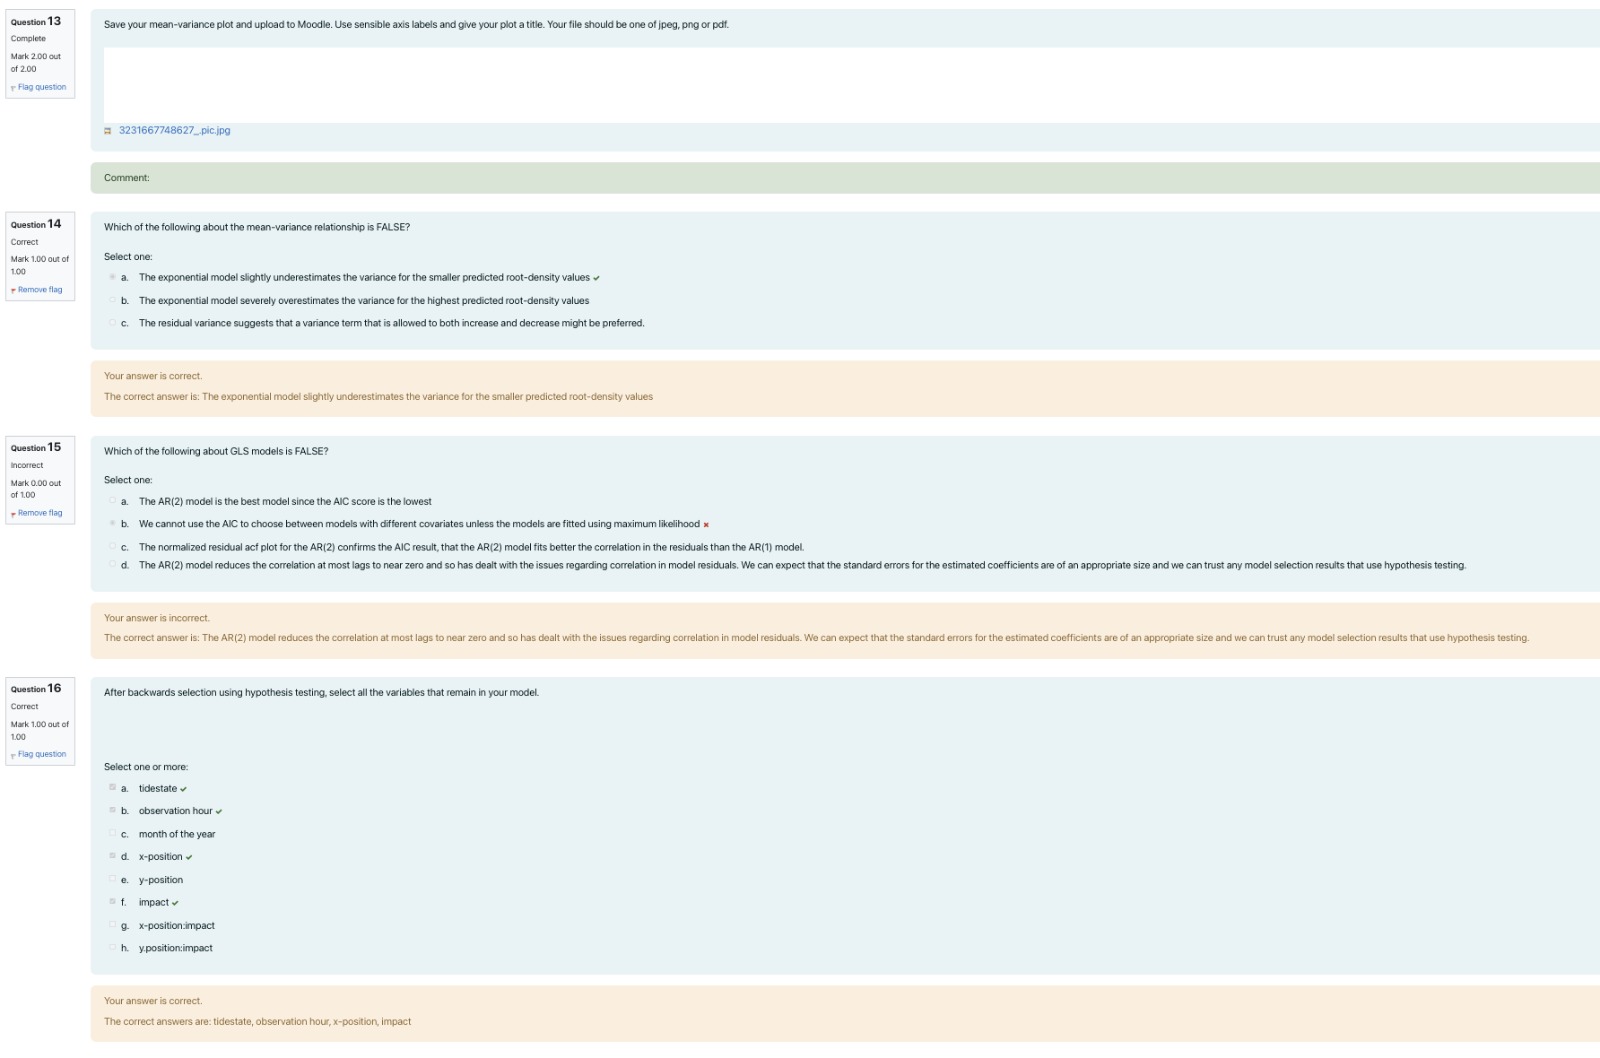 Question 13
Complete
Mark 2.00 out
of 2.00
Flag question
Save your mean-variance plot and upload to Moodle. Use sensible axis labels and give your plot a title. Your file should be one of jpeg, png or pdf.
3231667748627_.pic.jpg
Comment:
Question 14
Correct
Mark 1.00 out of
1.00
Remove flag
Which of the following about the mean-variance relationship is FALSE?
Select one:
a. The exponential model slightly underestimates the variance for the smaller predicted root-density values
b. The exponential model severely overestimates the variance for the highest predicted root-density values
c. The residual variance suggests that a variance term that is allowed to both increase and decrease might be preferred.
Your answer is correct.
The correct answer is: The exponential model slightly underestimates the variance for the smaller predicted root-density values
Question 15
Incorrect
Mark 0.00 out
of 1.00
Remove flag
Which of the following about GLS models is FALSE?
Select one:
a. The AR(2) model is the best model since the AIC score is the lowest
b. We cannot use the AIC to choose between models with different covariates unless the models are fitted using maximum likelihood
c. The normalized residual acf plot for the AR(2) confirms the AIC result, that the AR(2) model fits better the correlation in the residuals than the AR(1) model.
d. The AR(2) model reduces the correlation at most lags to near zero and so has dealt with the issues regarding correlation in model residuals. We can expect that the standard errors for the estimated coefficients are of an appropriate size and we can trust any model selection results that use hypothesis testing.
Your answer is incorrect.
The correct answer is: The AR(2) model reduces the correlation at most lags to near zero and so has dealt with the issues regarding correlation in model residuals. We can expect that the standard errors for the estimated coefficients are of an appropriate size and we can trust any model selection results that use hypothesis testing.
Question 16
Correct
Mark 1.00 out of
1.00
Flag question
After backwards selection using hypothesis testing, select all the variables that remain in your model.
Select one or more:
a. tidestate
b. observation hour
c. month of the year
d. x-position
e. y-position
f. impact
g. x-position:impact
h. y.position:impact
Your answer is correct.
The correct answers are: tidestate, observation hour, x-position, impact